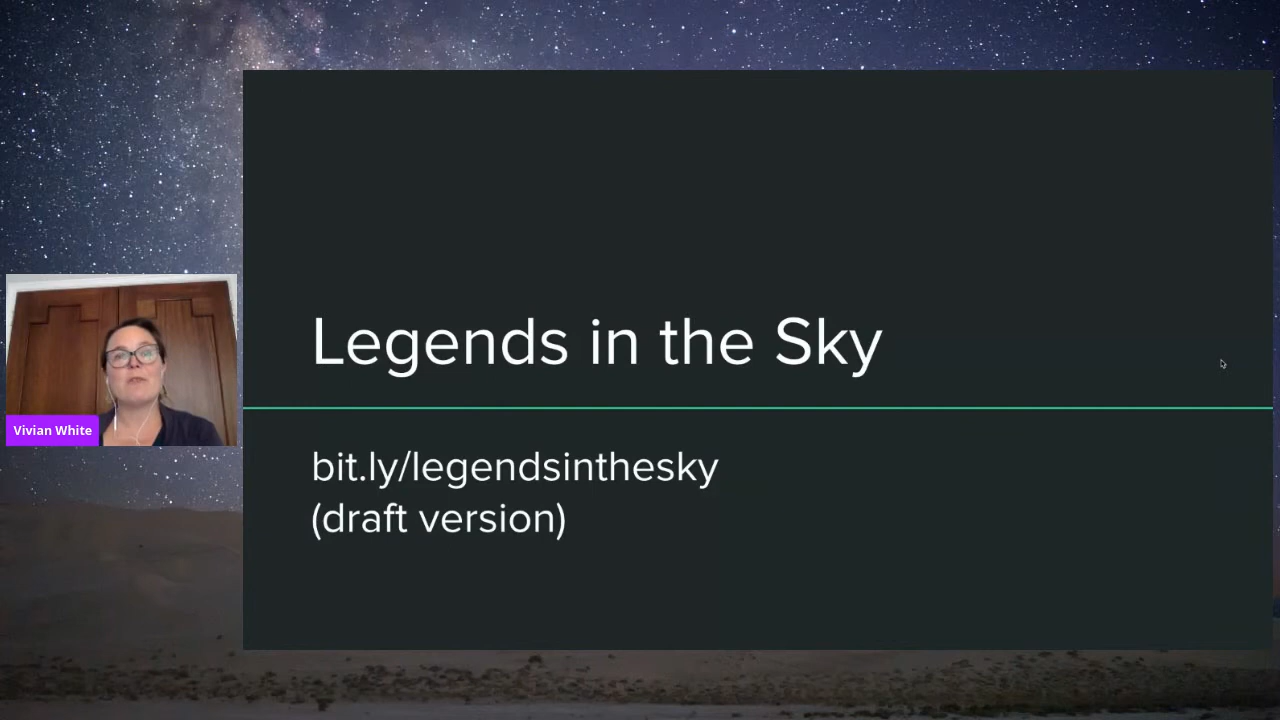 Legends in the Sky
bit.ly/legendsinthesky
(draft version)
Vivian White